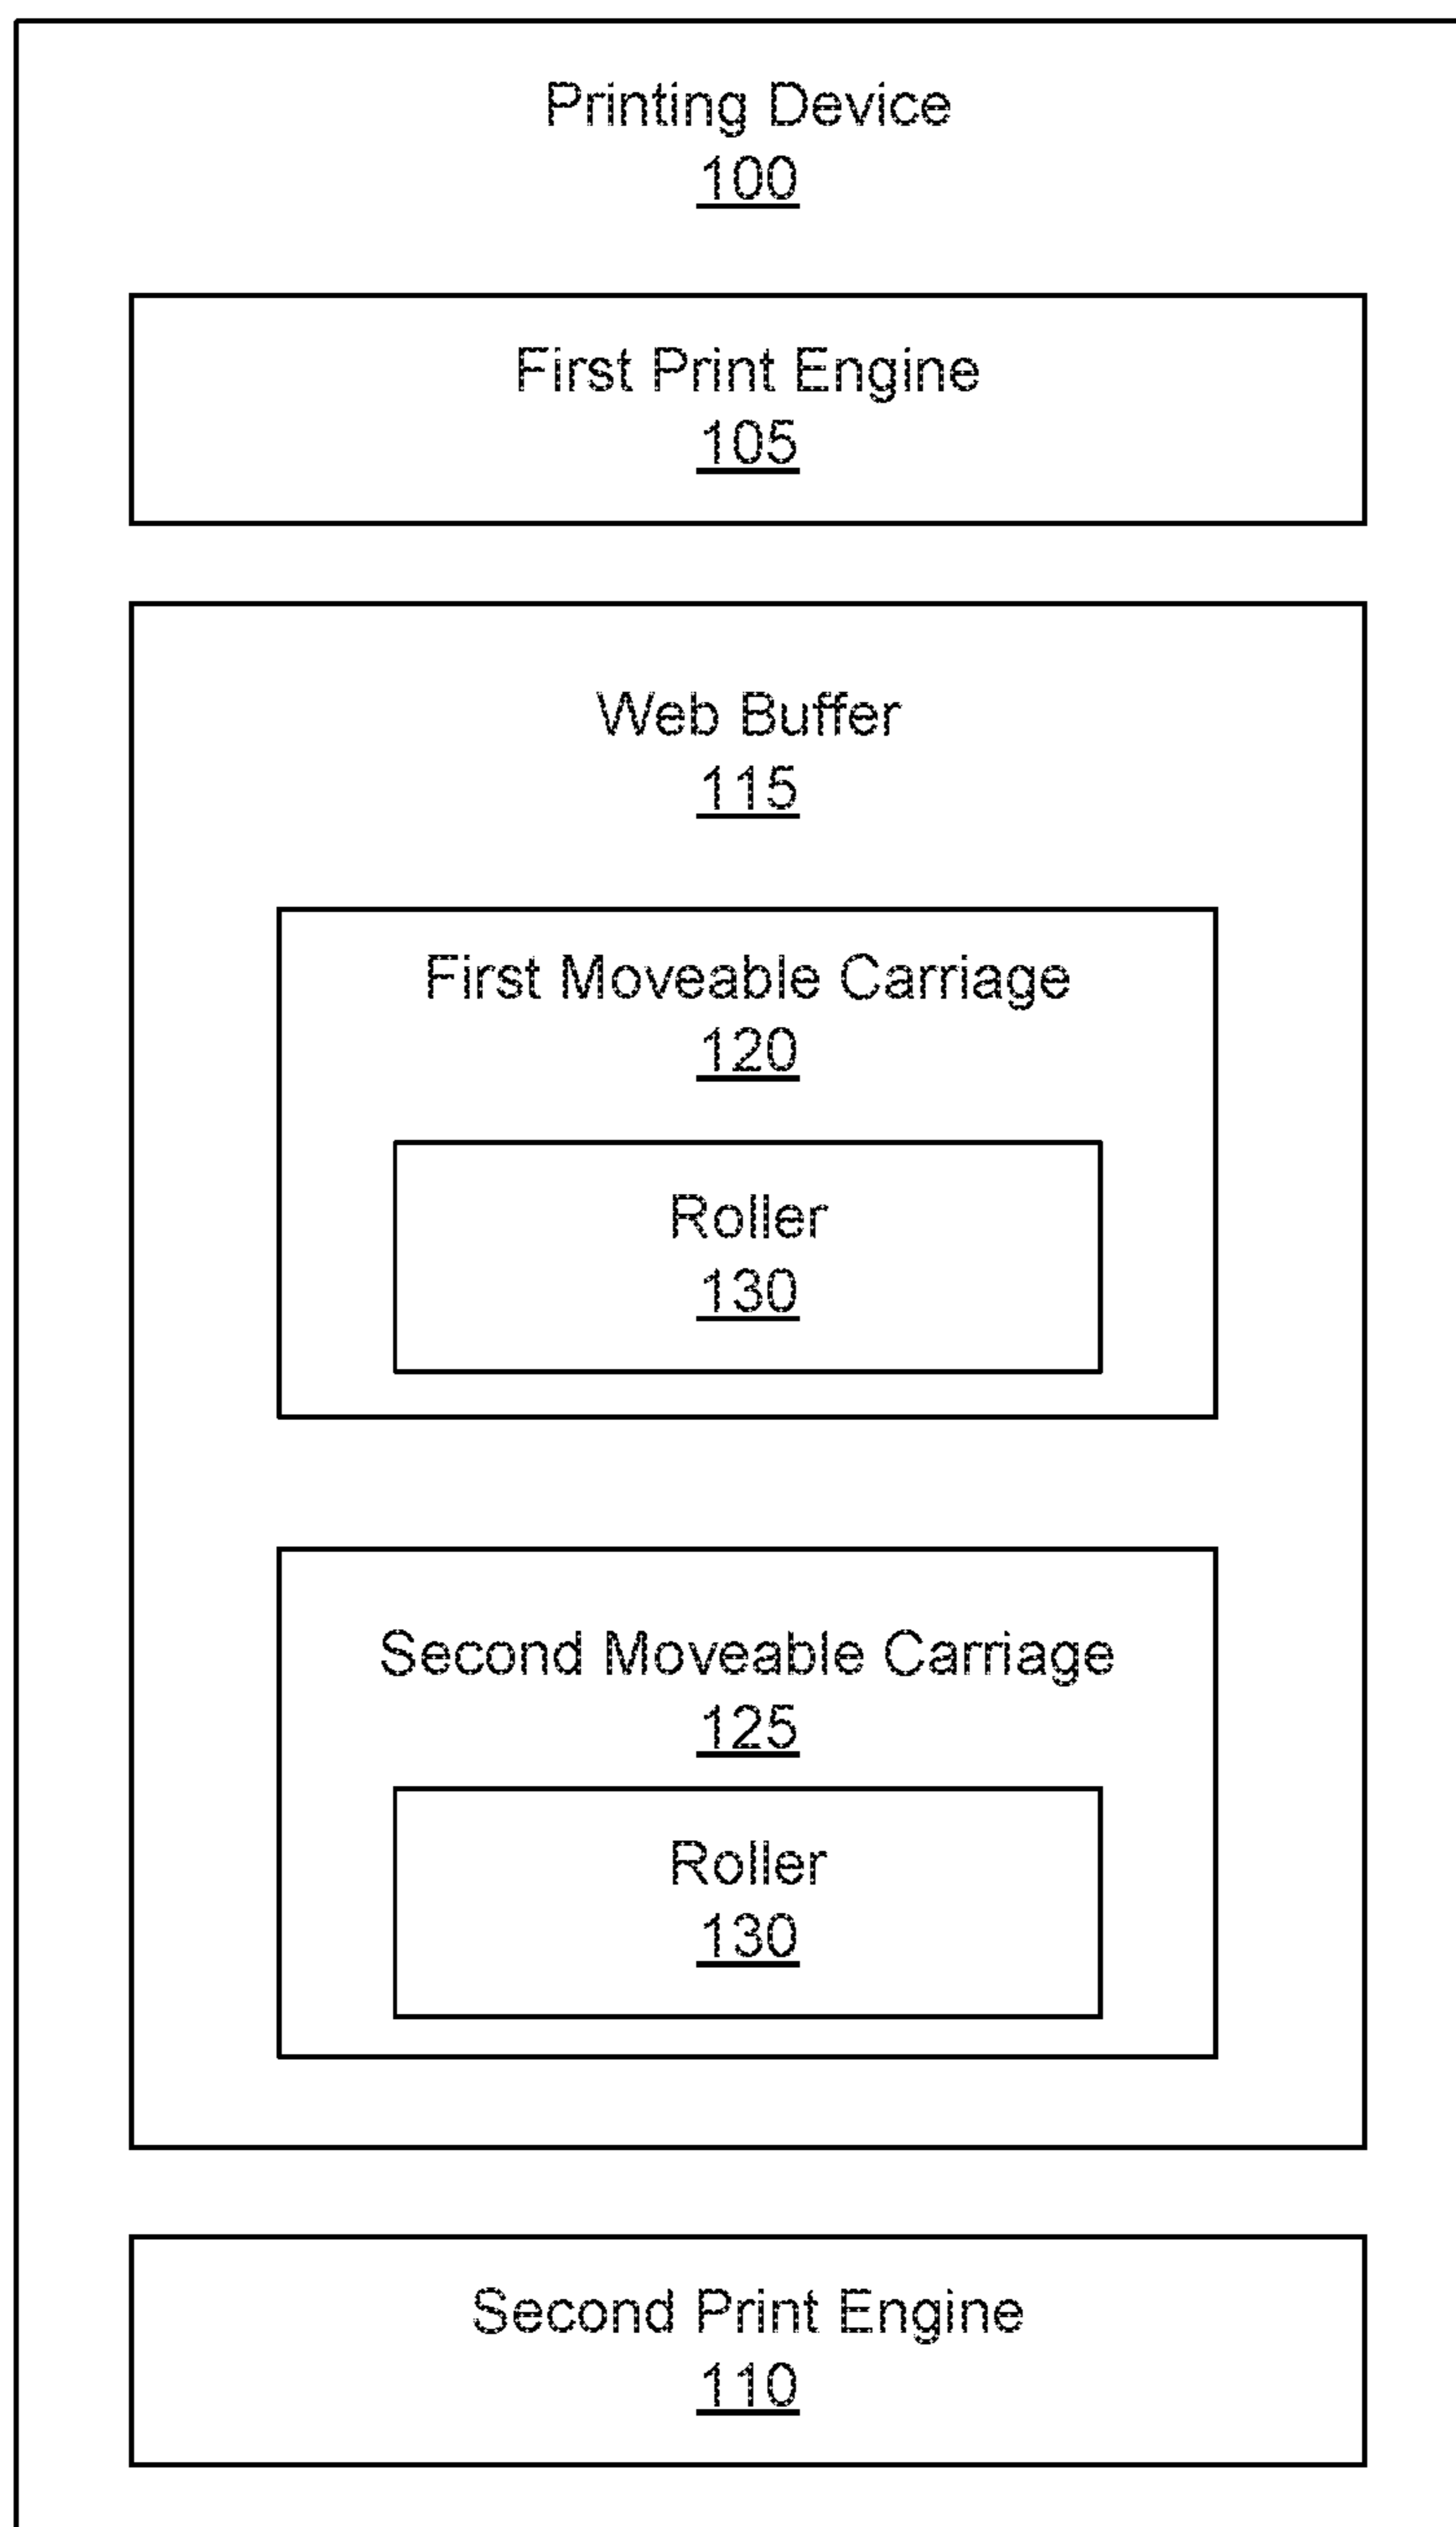 Printing Device
100
First Print Engine
105
Web Buffer
115
First Moveable Carriage
120
Roller
130
Second Moveable Carriage
125
Roller
130
Second Print Engine
110